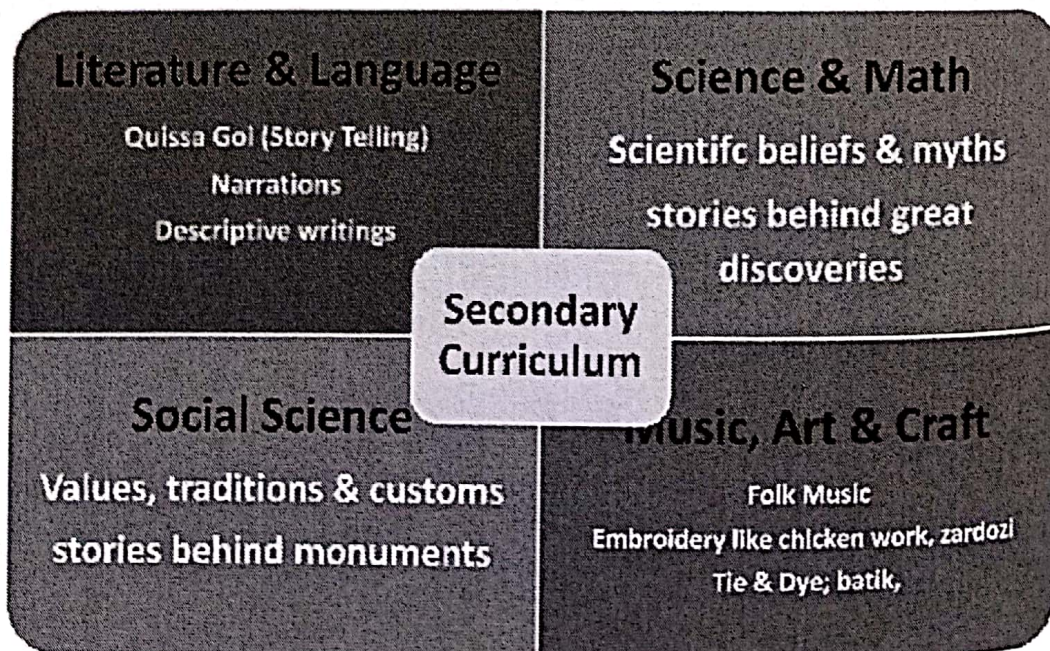 Literature & Language
Quissa Goi (Story Telling)
Narrations
Descriptive writings
Science & Math
Scientifc beliefs & myths
stories behind great
discoveries
Secondary
Curriculum
Social Science
Values, traditions & customs
stories behind monuments
Music, Art & Craft
Folk Music
Embroidery like chicken work, zardozi
Tie & Dye; batik,